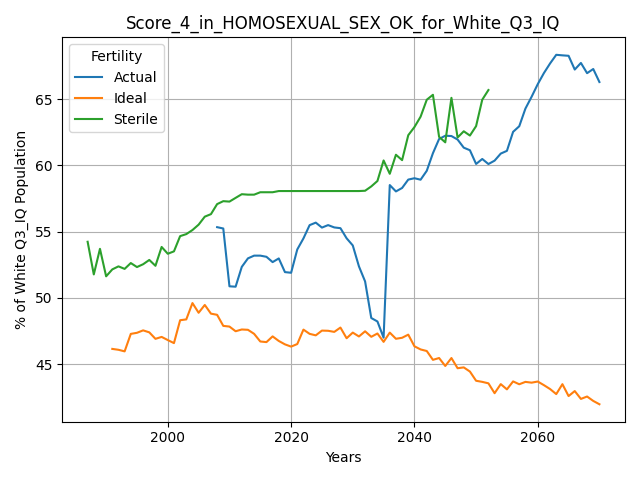 Score_4_in_HOMOSEXUAL_SEX_OK_for_White_Q3_IQ
Fertility
Actual
Ideal
Sterile
% of White Q3_IQ Population
65
60
55
50
45
2000
2020
2040
2060
Years